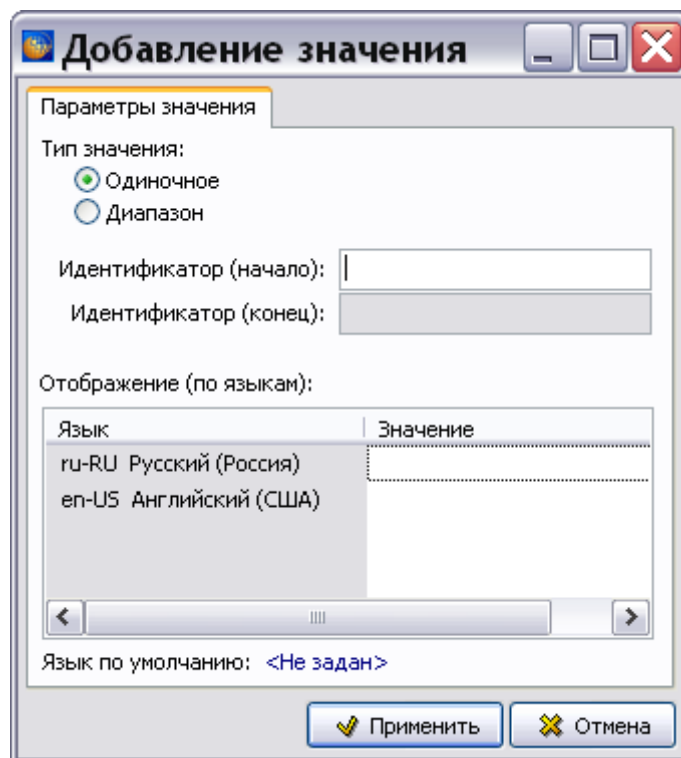 Добавление значения
Параметры значения
Тип значения:
Одиночное
Диапазон
Идентификатор (начало):
Идентификатор (конец):
Отображение (по языкам):
Язык Значение
ru-RU Русский (Россия)
en-US Английский (США)
Язык по умолчанию: <Не задан>
Применить Отмена